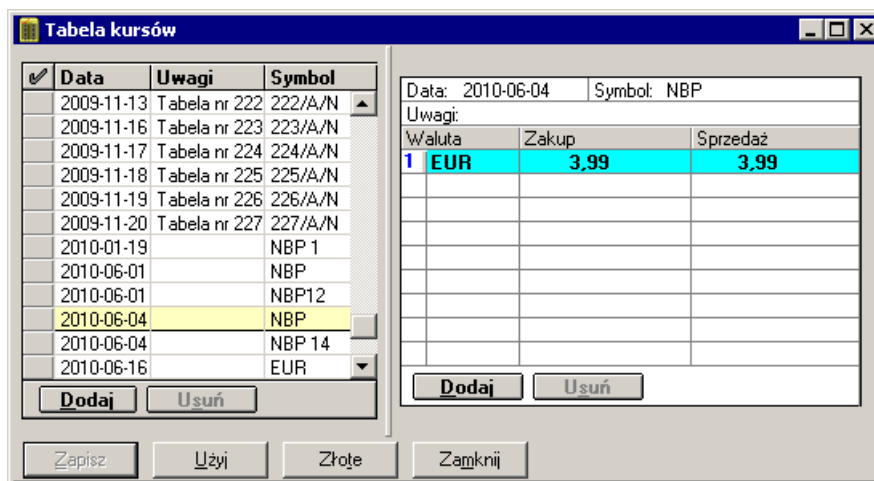 Tabela kursów
Data Uwagi Symbol
2009-11-13 Tabela nr 222 222/A/N
2009-11-16 Tabela nr 223 223/A/N
2009-11-17 Tabela nr 224 224/A/N
2009-11-18 Tabela nr 225 225/A/N
2009-11-19 Tabela nr 226 226/A/N
2009-11-20 Tabela nr 227 227/A/N
2010-01-19 NBP 1
2010-06-01 NBP
2010-06-01 NBP12
2010-06-04 NBP
2010-06-04 NBP 14
2010-06-16 EUR
Dodaj Usuń
Data: 2010-06-04 Symbol: NBP
Uwagi:
Waluta Zakup Sprzedaż
1 EUR 3,99 3,99
Dodaj Usuń
Zapisz Użyj Złote Zamknij